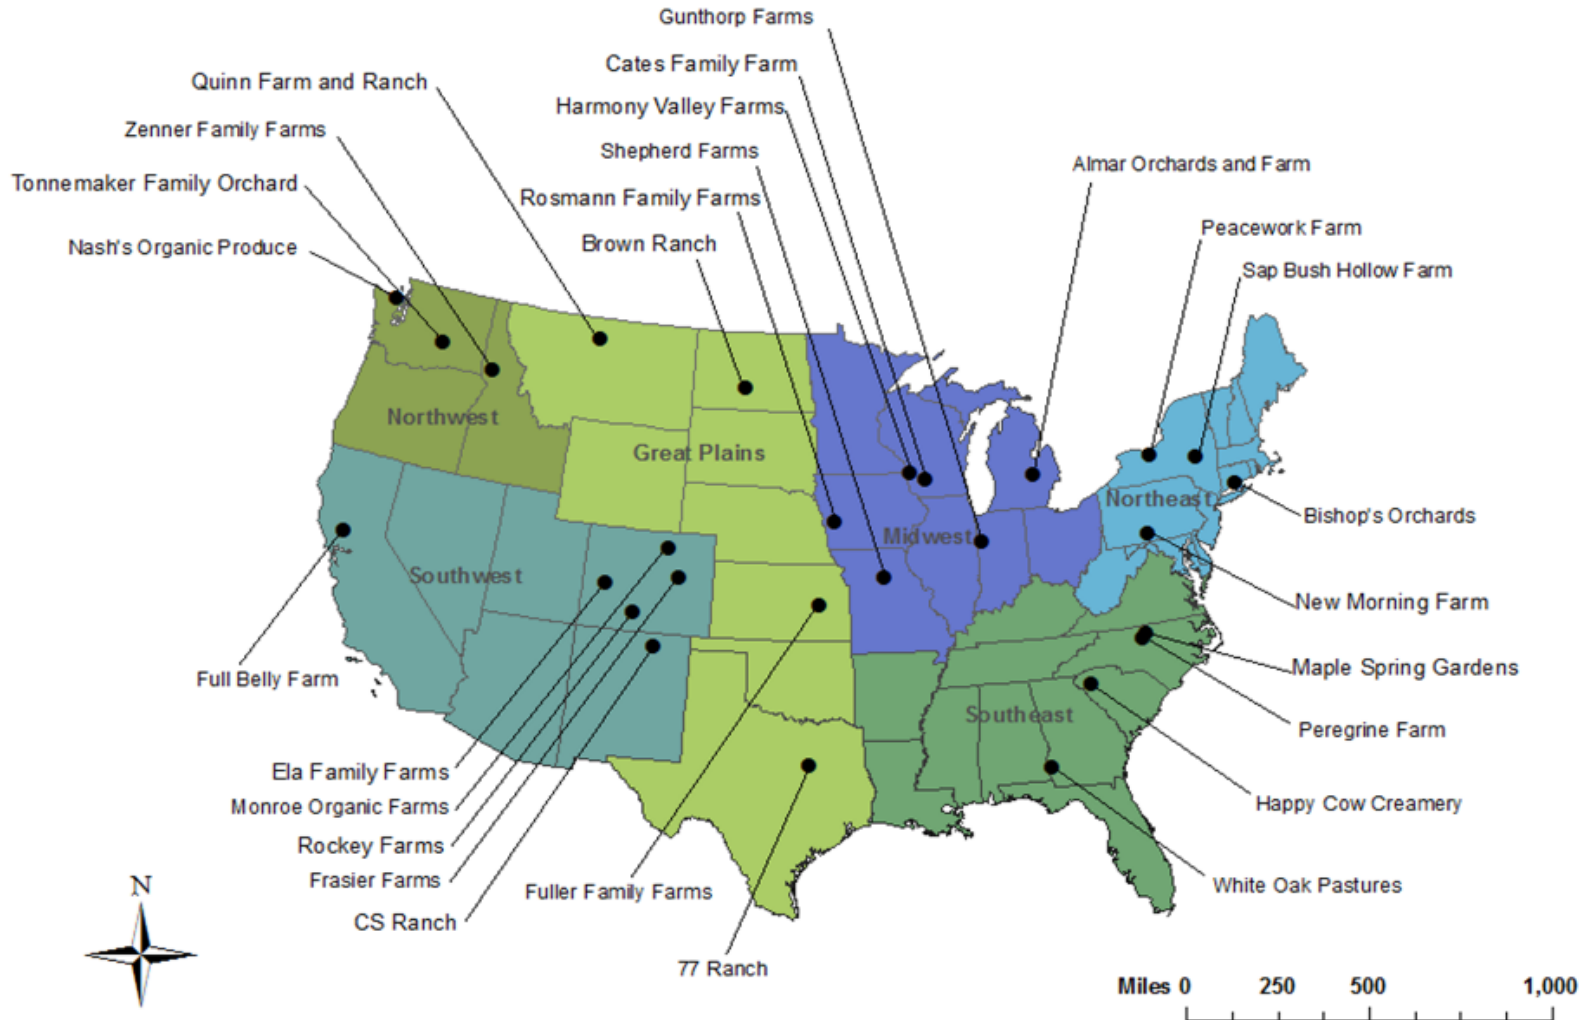 Gunthorp Farms
Cates Family Farm
Quinn Farm and Ranch
Harmony Valley Farms
Zenner Family Farms
Shepherd Farms
Almar Orchards and Farm
Tonnemaker Family Orchard
Rosmann Family Farms
Peacework Farm
Nash's Organic Produce
Brown Ranch
Sap Bush Hollow Farm
Northwest
Great Plains
Northeast
Bishop's Orchards
Midwest
Southwest
New Morning Farm
Full Belly Farm
Maple Spring Gardens
Southeast
Peregrine Farm
Ela Family Farms
Monroe Organic Farms
Happy Cow Creamery
Rockey Farms
Frasier Farms
Fuller Family Farms
White Oak Pastures
N
CS Ranch
77 Ranch
Miles 0 250 500 1,000